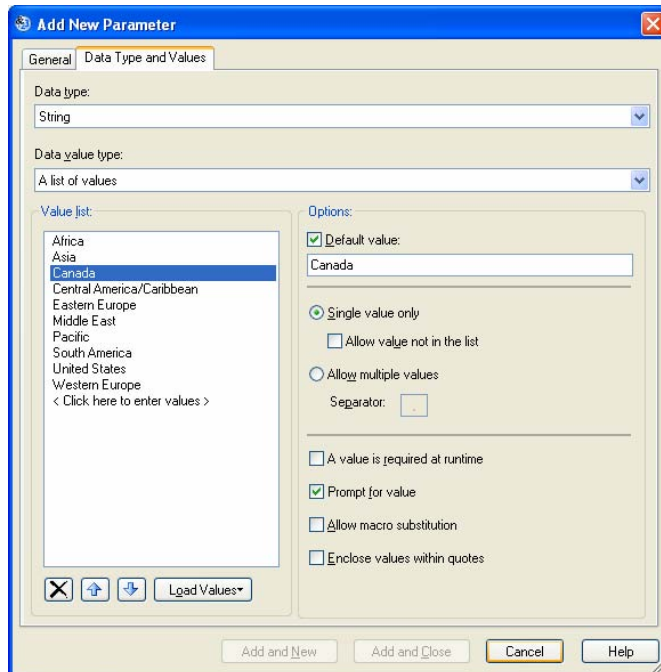 Add New Parameter
General
Data Type and Values
Data type:
String
Data value type:
A list of values
Value list:
Africa
Asia
Canada
Central America/Caribbean
Eastern Europe
Middle East
Pacific
South America
United States
Western Europe
< Click here to enter values >
Load Values
Options:
Default value:
Canada
Single value only
Allow value not in the list
Allow multiple values
Separator:
A value is required at runtime
Prompt for value
Allow macro substitution
Enclose values within quotes
Add and New
Add and Close
Cancel
Help